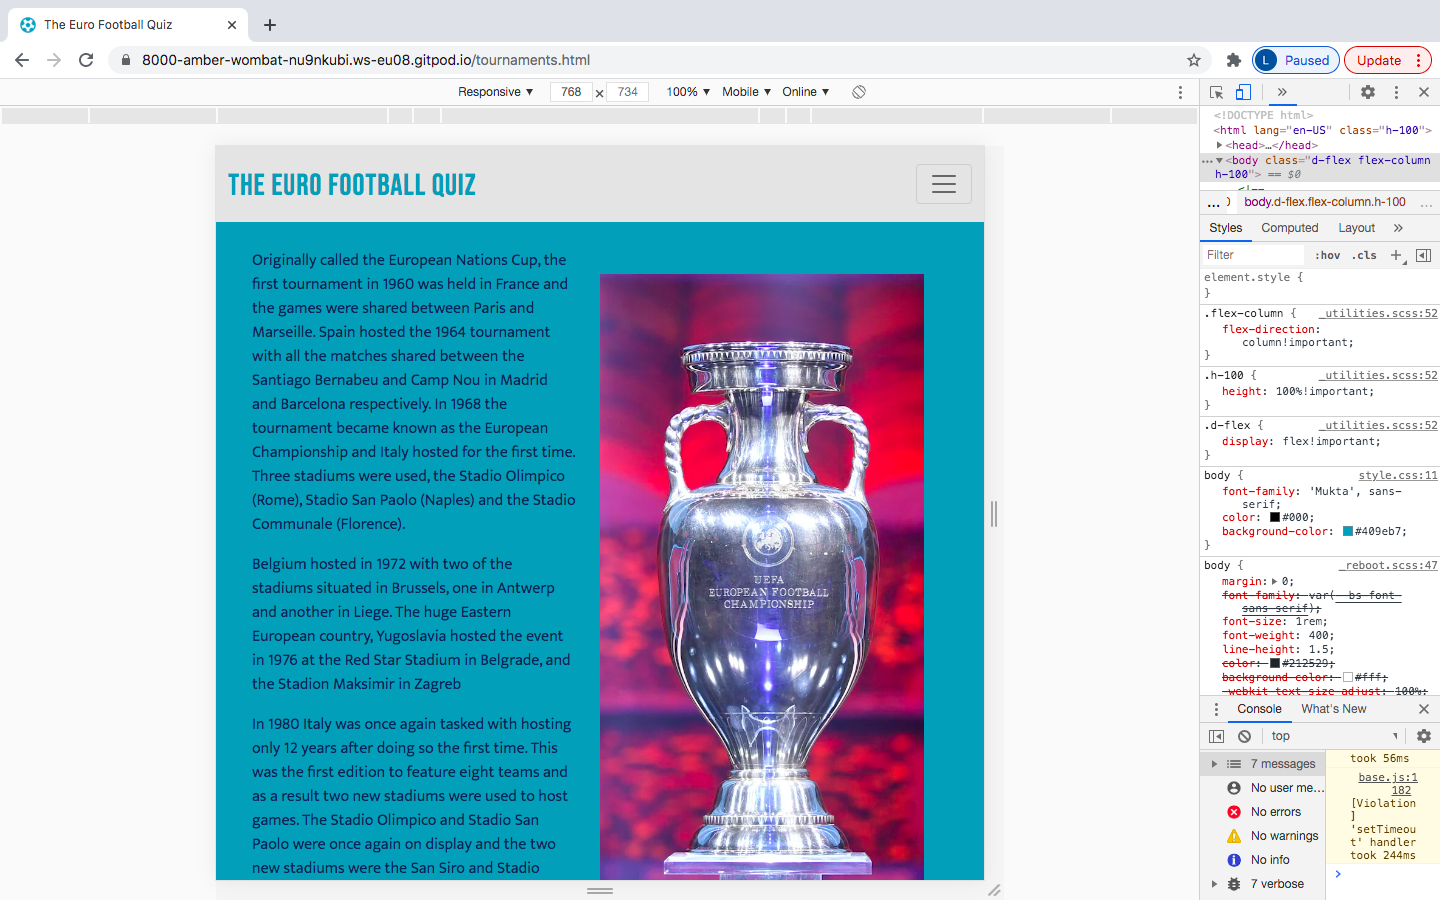 The Euro Football Quiz
8000-amber-wombat-nu9nkubi.ws-eu08.gitpod.io/tournaments.html
L Paused
Update
Responsive ▼ 768 × 734 100% ▼ Mobile ▼ Online ▼
THE EURO FOOTBALL QUIZ
Originally called the European Nations Cup, the
first tournament in 1960 was held in France and
the games were shared between Paris and
Marseille. Spain hosted the 1964 tournament
with all the matches shared between the
Santiago Bernabeu and Camp Nou in Madrid
and Barcelona respectively. In 1968 the
tournament became known as the European
Championship and Italy hosted for the first time.
Three stadiums were used, the Stadio Olimpico
(Rome), Stadio San Paolo (Naples) and the Stadio
Communale (Florence).
Belgium hosted in 1972 with two of the
stadiums situated in Brussels, one in Antwerp
and another in Liege. The huge Eastern
European country, Yugoslavia hosted the event
in 1976 at the Red Star Stadium in Belgrade, and
the Stadion Maksimir in Zagreb
In 1980 Italy was once again tasked with hosting
only 12 years after doing so the first time. This
was the first edition to feature eight teams and
as a result two new stadiums were used to host
games. The Stadio Olimpico and Stadio San
Paolo were once again on display and the two
new stadiums were the San Siro and Stadio
UEFA
EUROPEAN FOOTBALL
CHAMPIONSHIP
<!DOCTYPE html>
<html lang="en-US" class="h-100">
<head>…</head>
<body class="d-flex flex-column
h-100"> == $0
<!--
... body.d-flex.flex-column.h-100 ...
Styles Computed Layout »
Filter :hov .cls +
element.style {
}
.flex-column { _utilities.scss:52
flex-direction:
column!important;
}
.h-100 { _utilities.scss:52
height: 100%!important;
}
.d-flex { _utilities.scss:52
display: flex!important;
}
body { style.css:11
font-family: 'Mukta', sans-
serif;
color: #000;
background-color: #409eb7;
}
body { _reboot.scss:47
margin: 0;
font-family: var(--bs-font-
sans-serif);
font-size: 1rem;
font-weight: 400;
line-height: 1.5;
color: #212529;
background-color: #fff;
-webkit-text-size-adjust: 100%;
Console What's New
top
7 messages
No user me...
No errors
No warnings
No info
7 verbose
took 56ms
base.js:1
182
[Violation
]
'setTimeou
t' handler
took 244ms